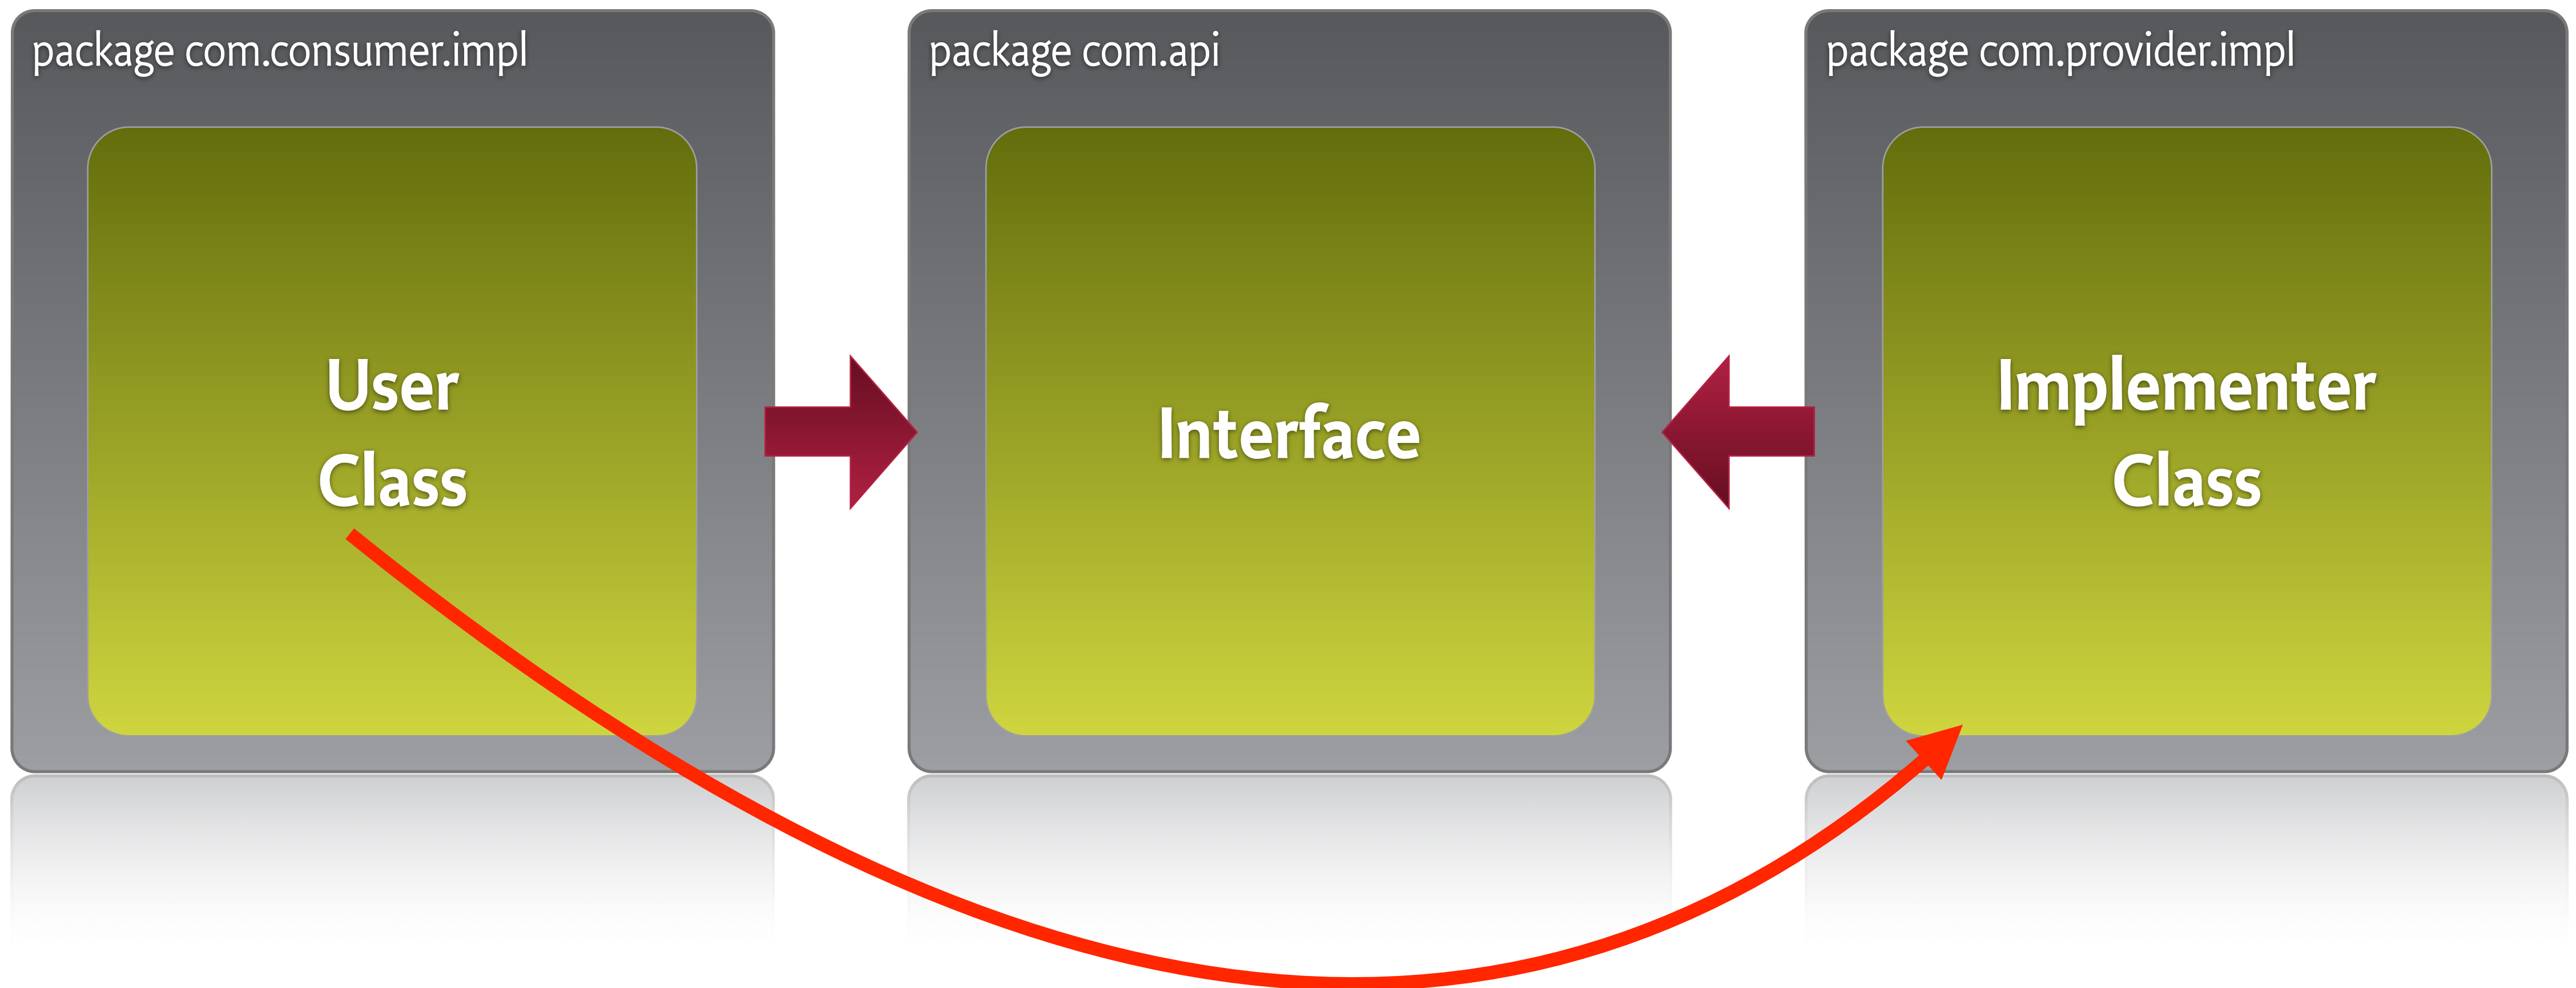 package com.consumer.impl
User
Class
package com.api
Interface
package com.provider.impl
Implementer
Class